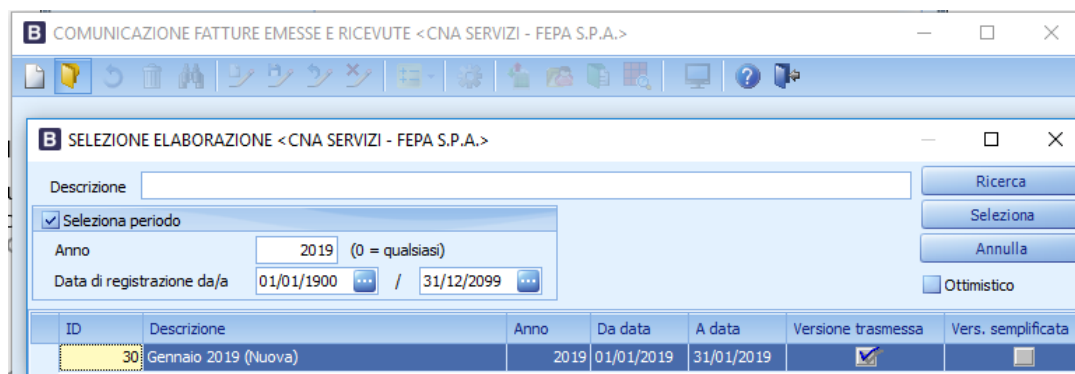 B COMUNICAZIONE FATTURE EMESSE E RICEVUTE <CNA SERVIZI - FEPA S.P.A.>
B SELEZIONE ELABORAZIONE <CNA SERVIZI - FEPA S.P.A.>
Descrizione
Ricerca
Seleziona periodo
Seleziona
Anno 2019 (0 = qualsiasi)
Annulla
Data di registrazione da/a 01/01/1900 ... / 31/12/2099 ...
Ottimistico
ID Descrizione Anno Da data A data Versione trasmessa Vers. semplificata
30 Gennaio 2019 (Nuova) 2019 01/01/2019 31/01/2019